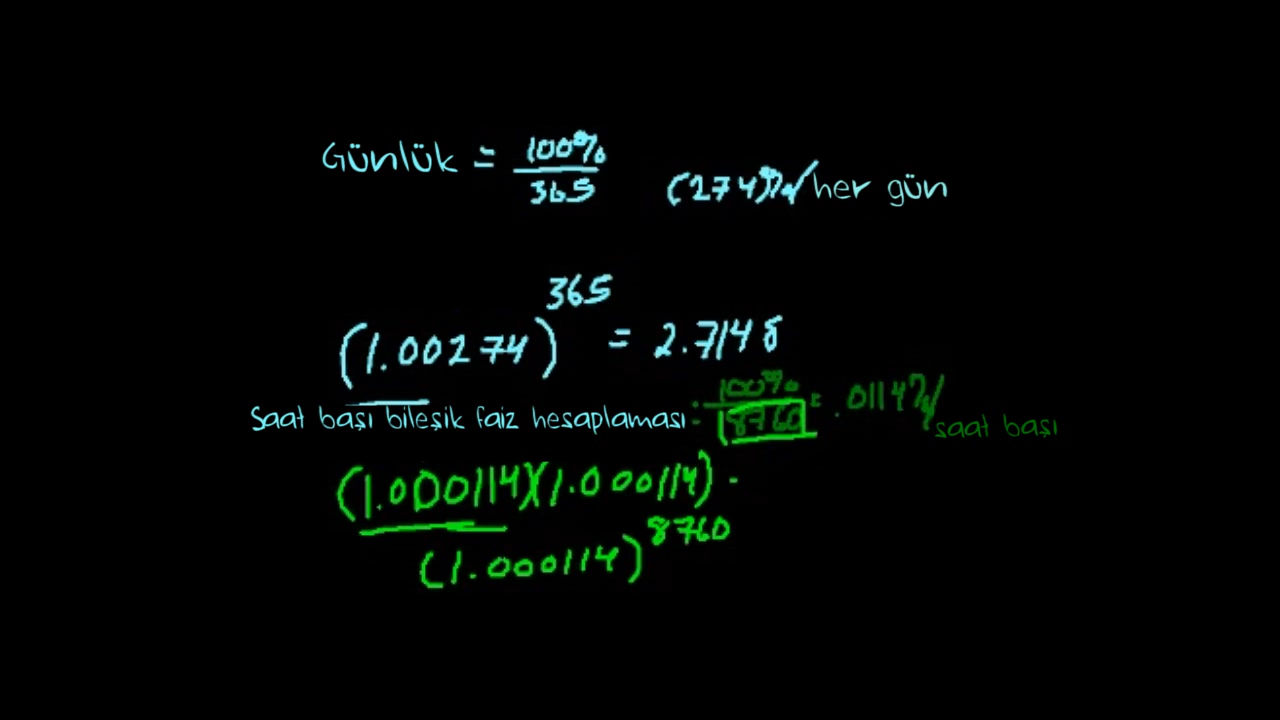 Günlük = 100% / 365 (274)% / her gün
(1.00274)^365 = 2.7148
Saat başı bileşik faiz hesaplaması: 100% / 8760 = .0114% / saat başı
(1.000114)(1.000114) -
(1.000114)^8760